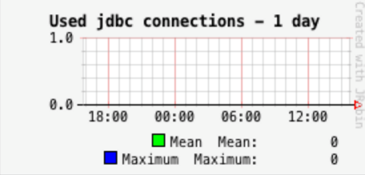 Used jdbc connections – 1 day
1.0
0.0
18:00 00:00 06:00 12:00
Mean Mean: 0
Maximum Maximum: 0
Created with JRobin